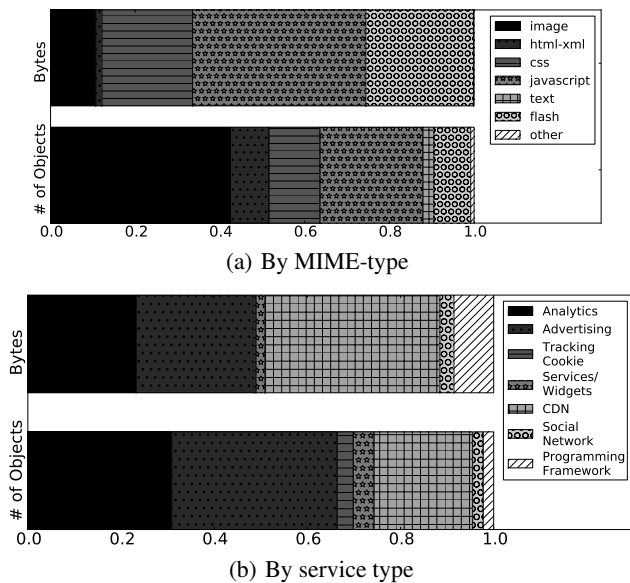 Bytes
# of Objects
0.0 0.2 0.4 0.6 0.8 1.0
image
html-xml
css
javascript
text
flash
other
(a) By MIME-type
Bytes
# of Objects
0.0 0.2 0.4 0.6 0.8 1.0
Analytics
Advertising
Tracking
Cookie
Services/
Widgets
CDN
Social
Network
Programming
Framework
(b) By service type